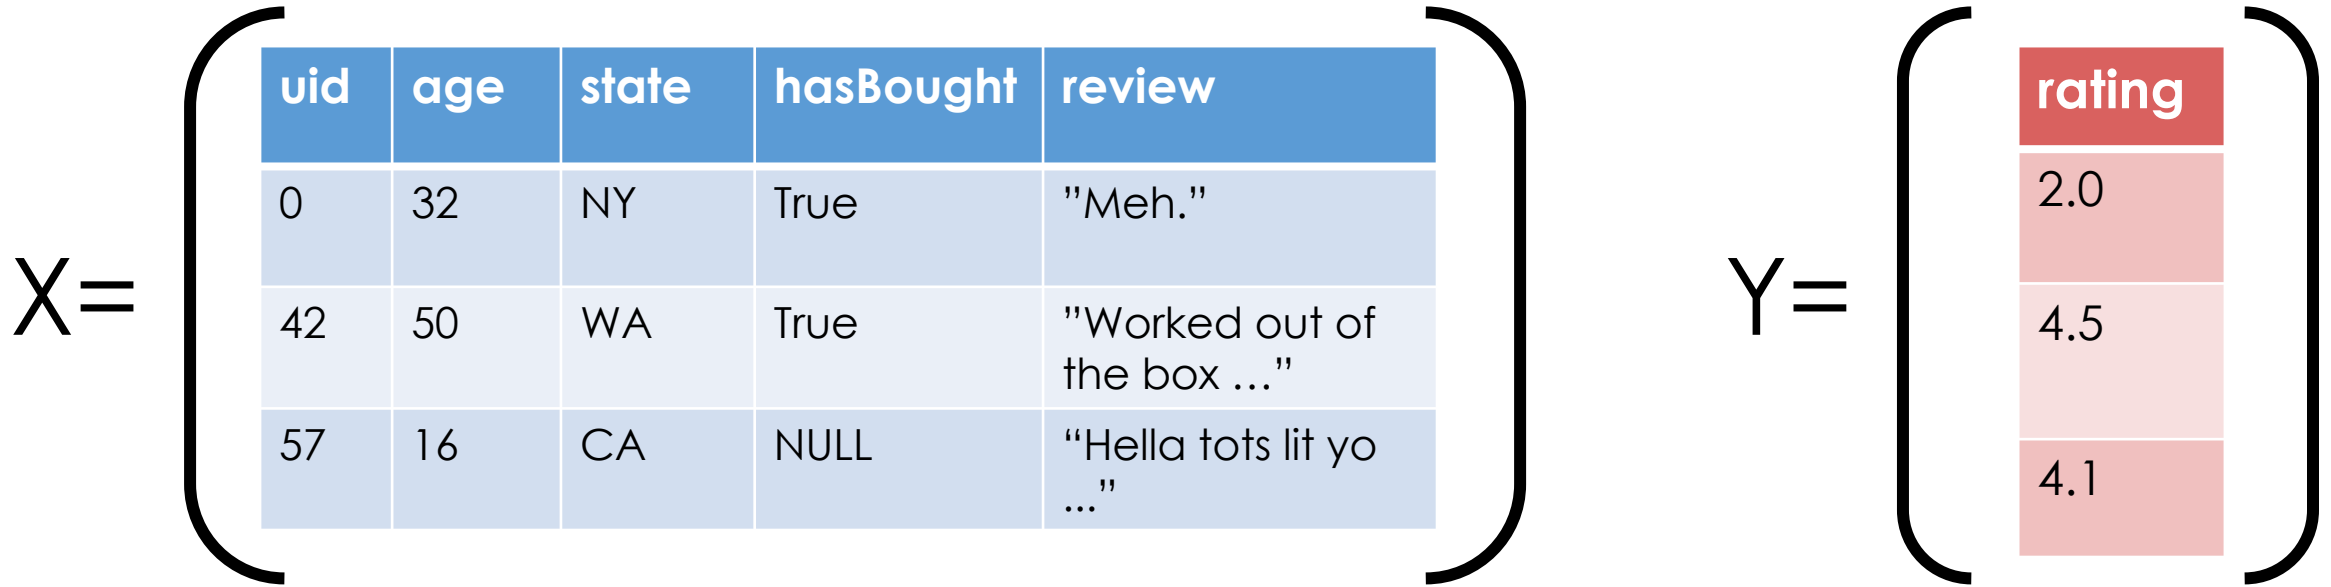 X=
uid age state hasBought review
0 32 NY True ”Meh.”
42 50 WA True ”Worked out of
the box …”
57 16 CA NULL “Hella tots lit yo
...”
Y=
rating
2.0
4.5
4.1